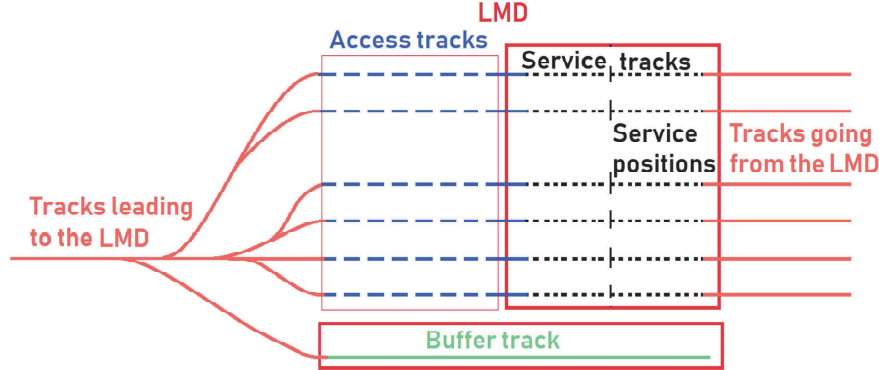 LMD
Access tracks
Service tracks
Service
positions
Tracks going
from the LMD
Tracks leading
to the LMD
Buffer track